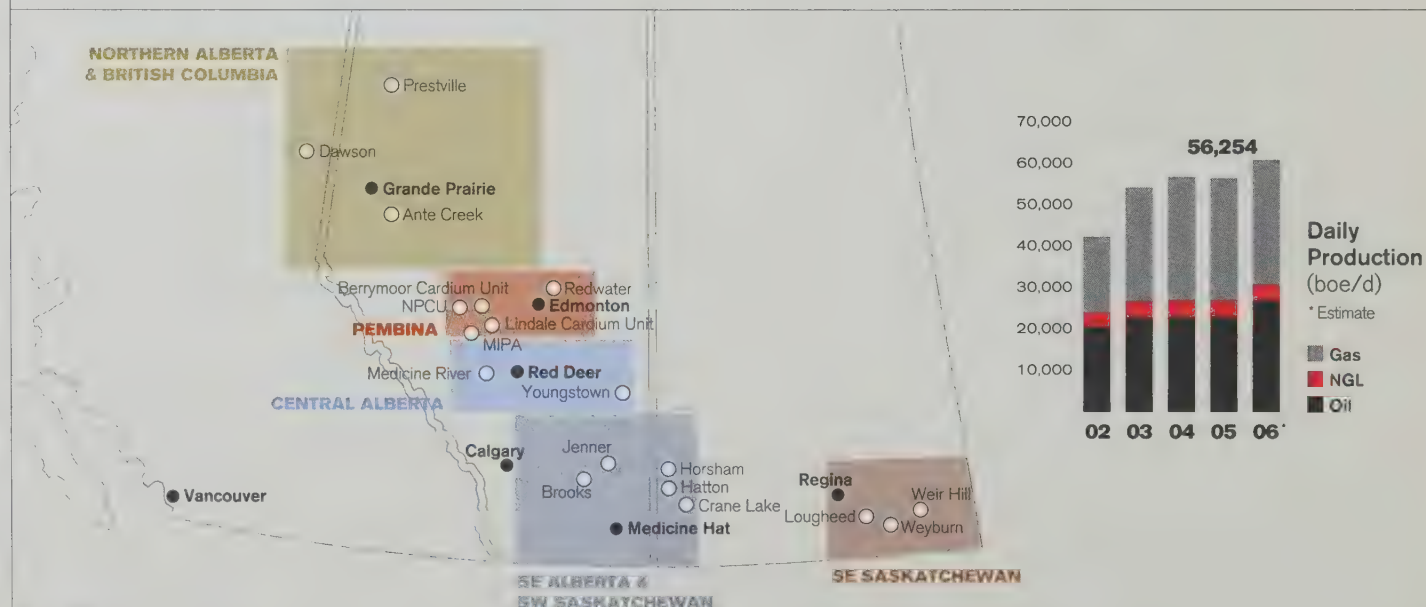 NORTHERN ALBERTA
& BRITISH COLUMBIA
Prestville
Dawson
Grande Prairie
Ante Creek
Berrymoor Cardium Unit
Redwater
NPCU
Edmonton
PEMBINA
Lindale Cardium Unit
MIPA
Medicine River
Red Deer
Youngstown
CENTRAL ALBERTA
Calgary
Jenner
Horsham
Brooks
Hatton
Crane Lake
Vancouver
Medicine Hat
SE ALBERTA &
SW SASKATCHEWAN
Regina
Weir Hill
Lougheed
Weyburn
SE SASKATCHEWAN
70,000
60,000
50,000
40,000
30,000
20,000
10,000
56,254
02 03 04 05 06*
Daily
Production
(boe/d)
* Estimate
Gas
NGL
Oil